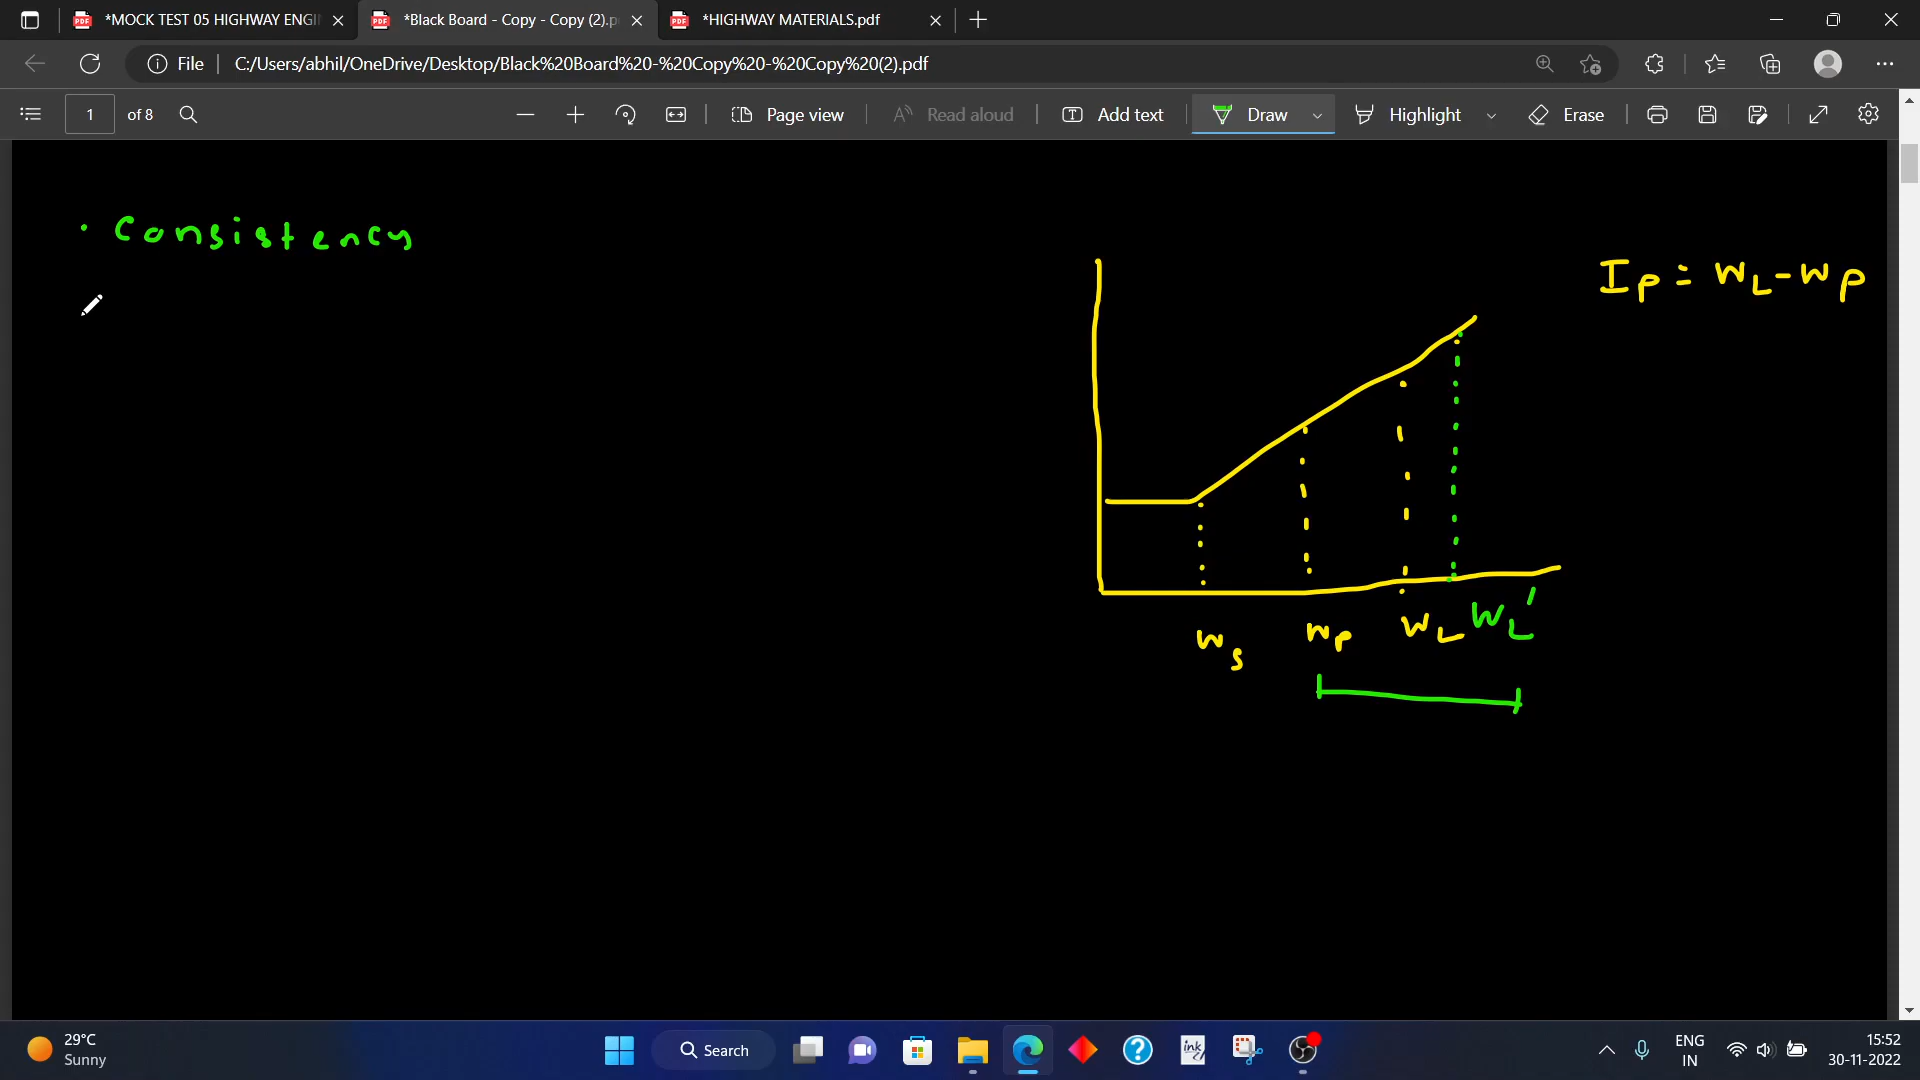 *MOCK TEST 05 HIGHWAY ENGI
*Black Board - Copy - Copy (2).p
*HIGHWAY MATERIALS.pdf
File
C:/Users/abhil/OneDrive/Desktop/Black%20Board%20-%20Copy%20-%20Copy%20(2).pdf
1 of 8
Page view
Read aloud
Add text
Draw
Highlight
Erase
• Consistency
Ip = WL-Wp
Ws
Wp
WL
WL'
29°C
Sunny
Search
ink
ENG
IN
15:52
30-11-2022